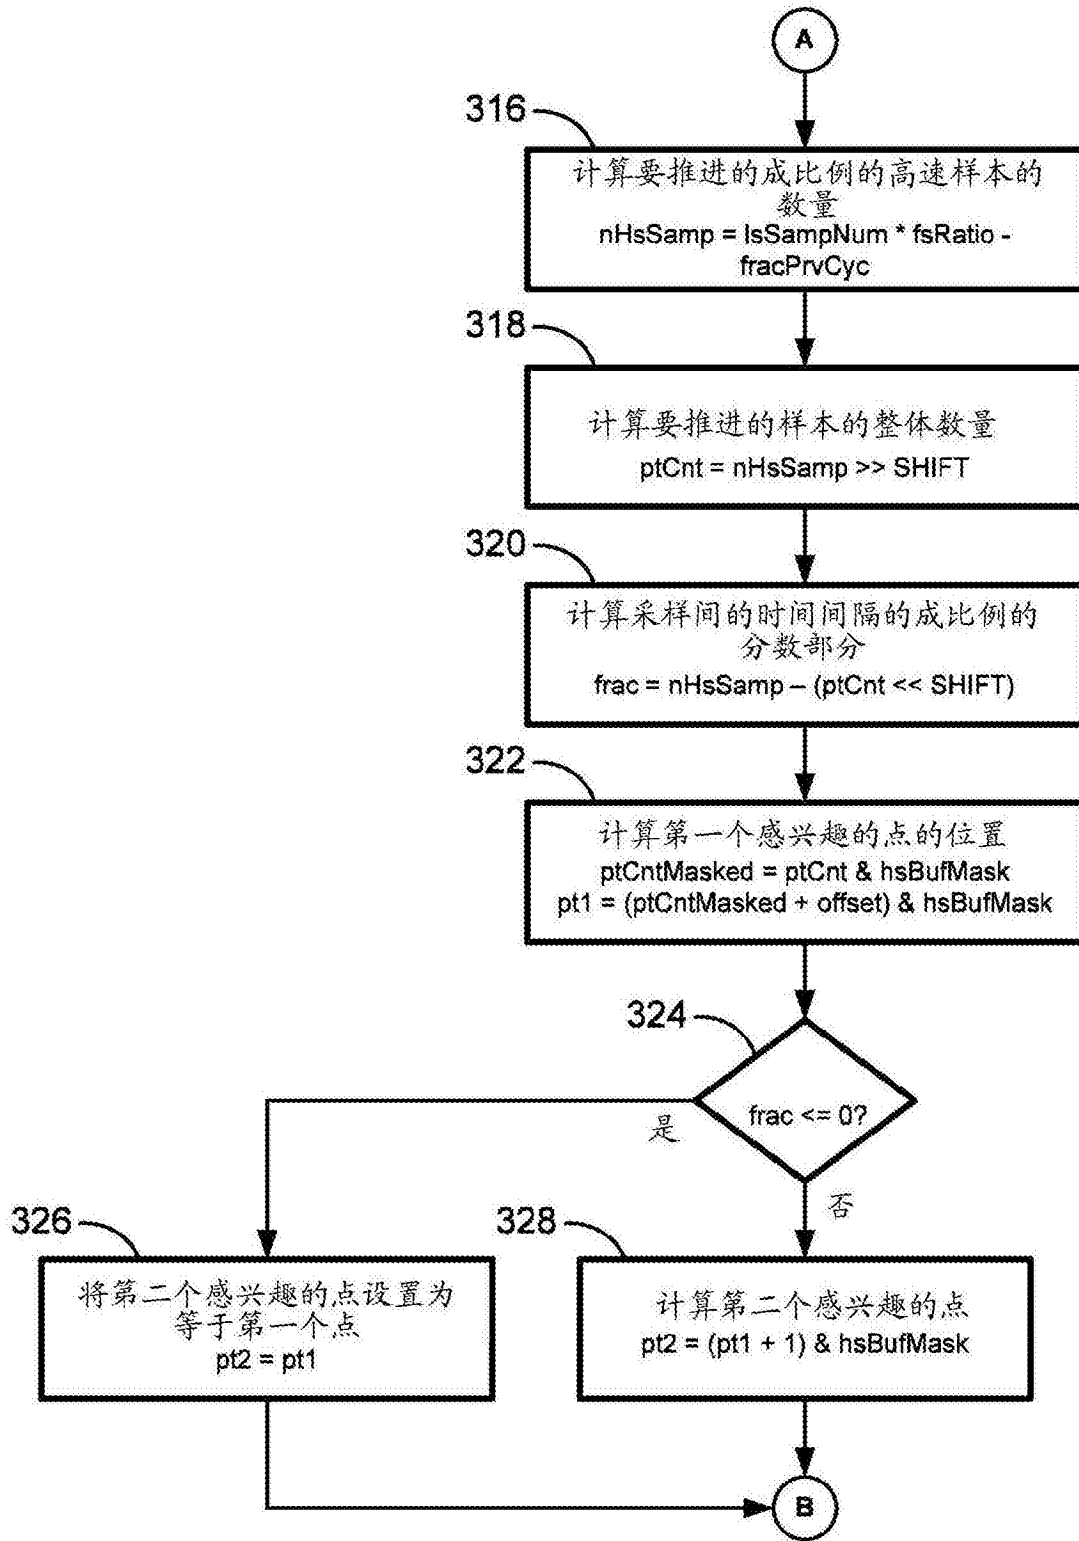 A
316
计算要推进的成比例的高速样本的
数量
nHsSamp = lsSampNum * fsRatio -
fracPrvCyc
318
计算要推进的样本的整体数量
ptCnt = nHsSamp >> SHIFT
320
计算采样间的时间间隔的成比例的
分数部分
frac = nHsSamp – (ptCnt << SHIFT)
322
计算第一个感兴趣的点的位置
ptCntMasked = ptCnt & hsBufMask
pt1 = (ptCntMasked + offset) & hsBufMask
324
frac <= 0?
是
否
326
将第二个感兴趣的点设置为
等于第一个点
pt2 = pt1
328
计算第二个感兴趣的点
pt2 = (pt1 + 1) & hsBufMask
B